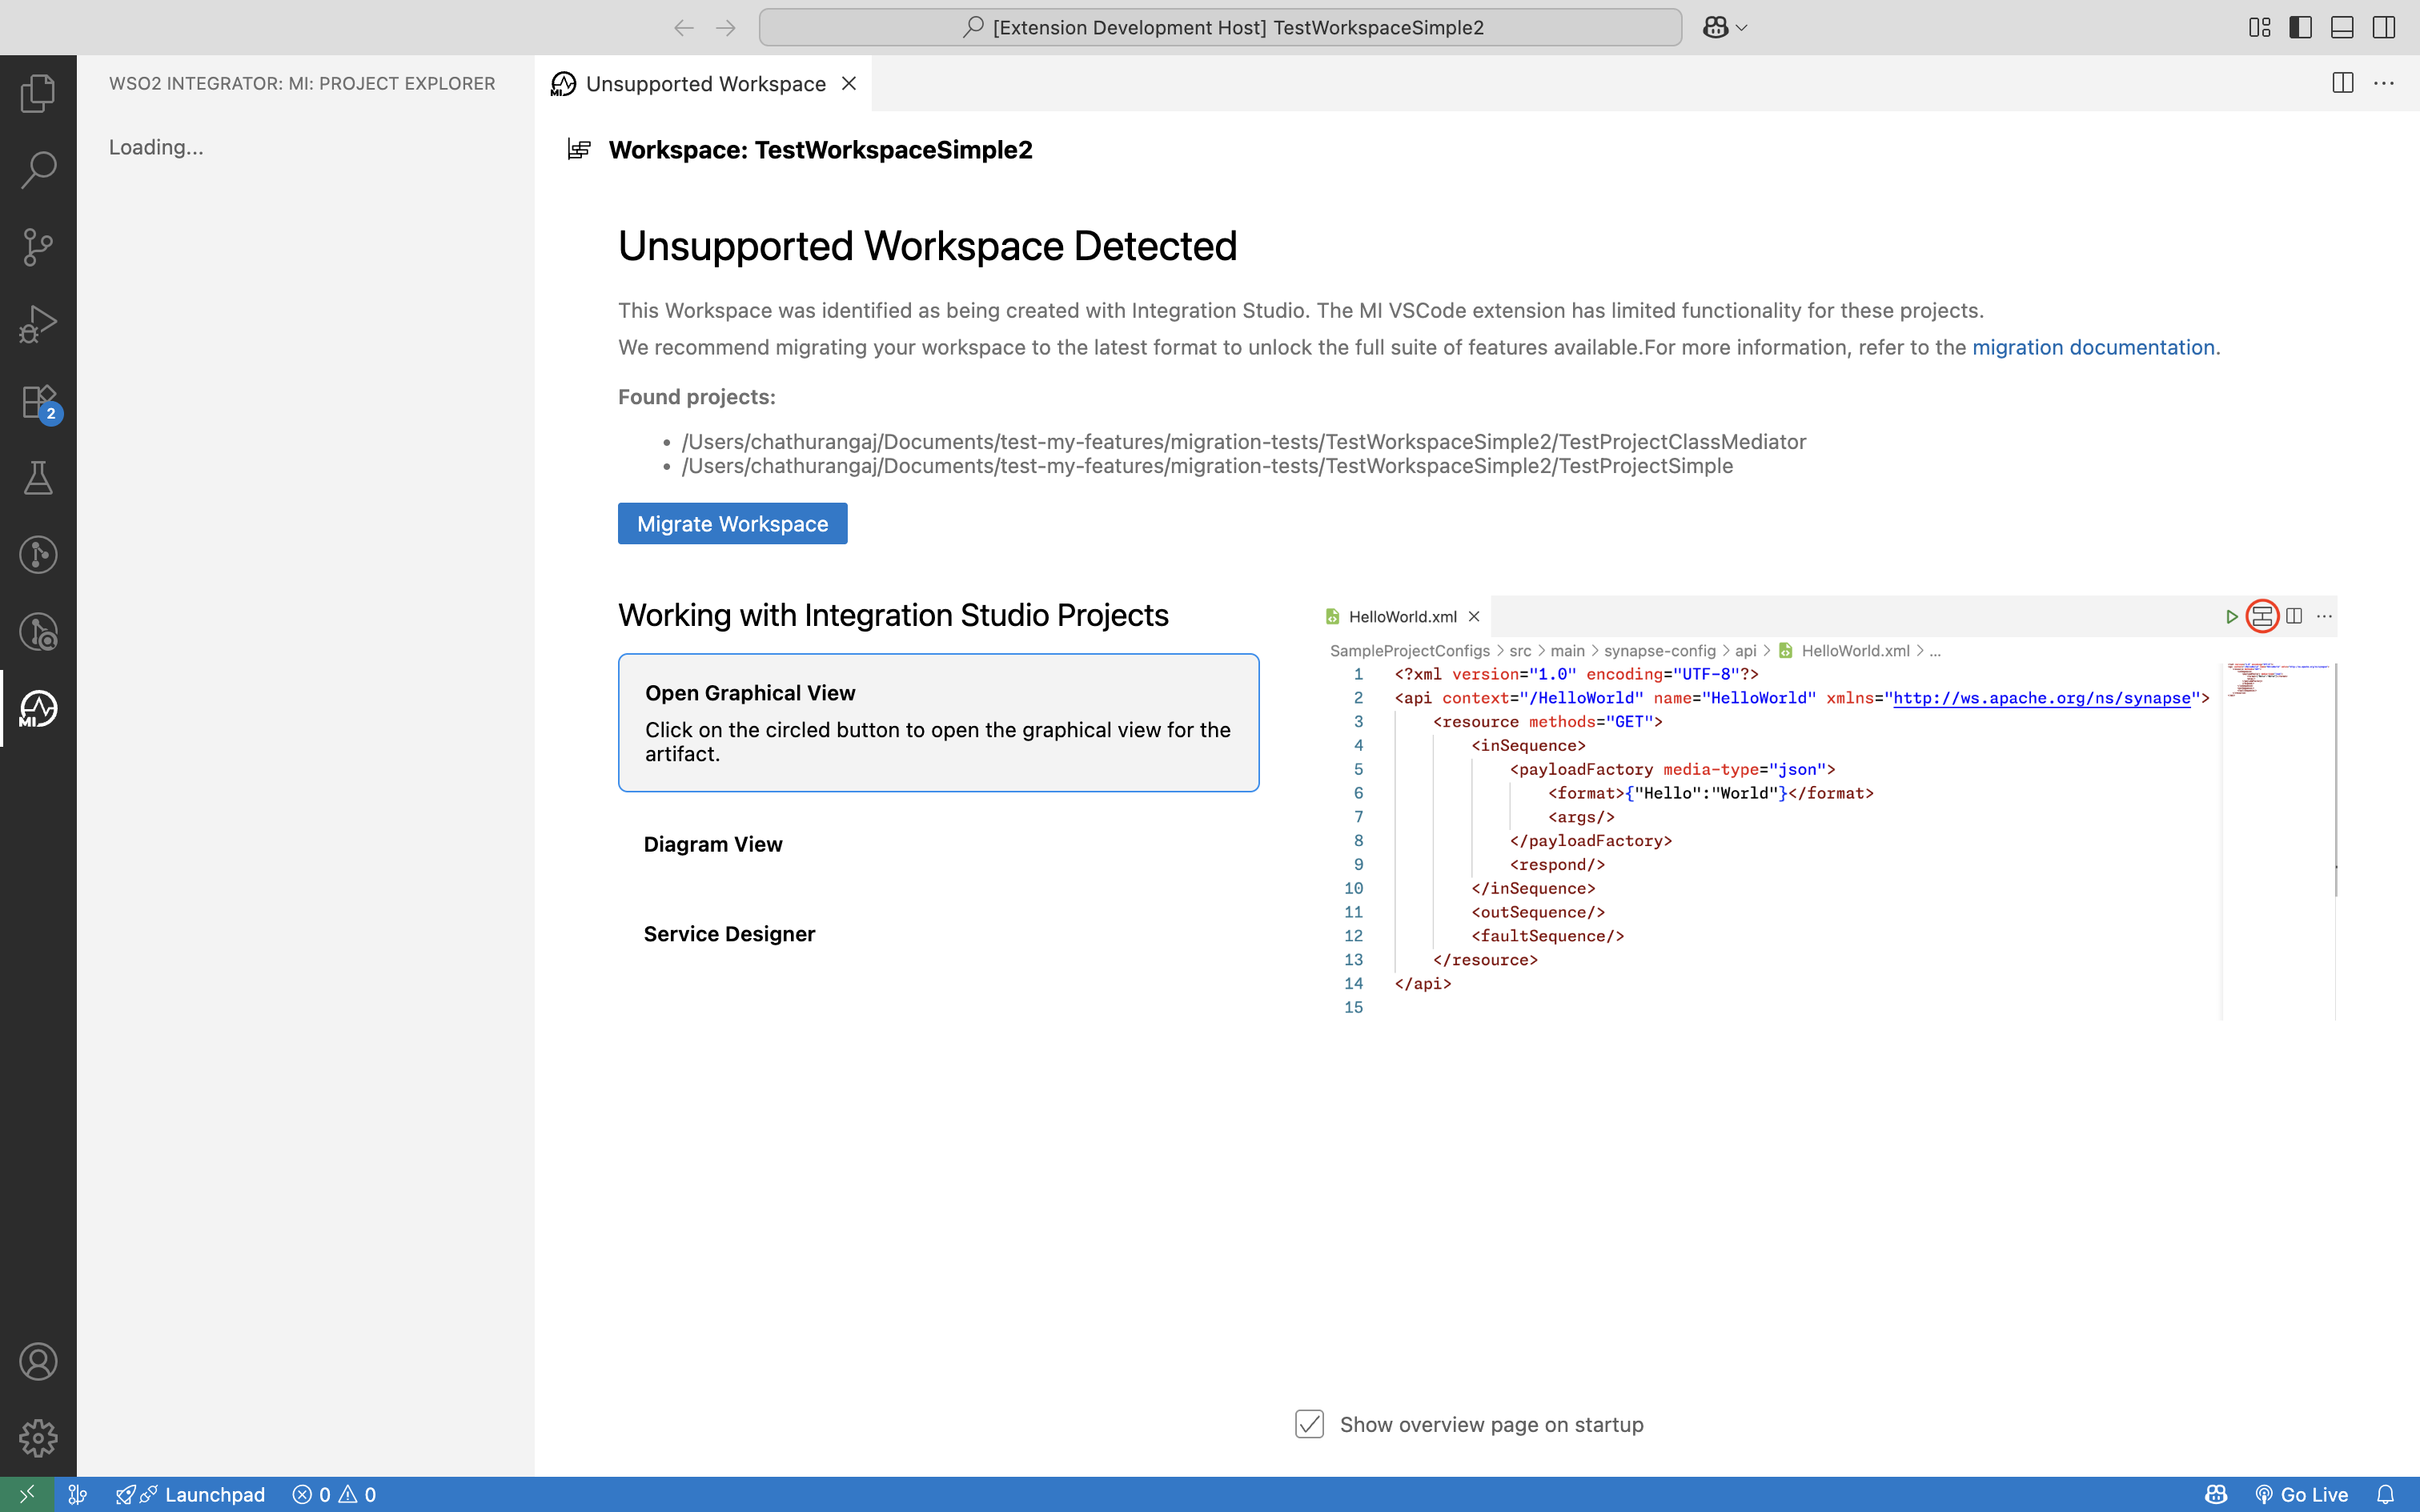 [Extension Development Host] TestWorkspaceSimple2
WSO2 INTEGRATOR: MI: PROJECT EXPLORER
Loading...
Unsupported Workspace
Workspace: TestWorkspaceSimple2
Unsupported Workspace Detected
This Workspace was identified as being created with Integration Studio. The MI VSCode extension has limited functionality for these projects.
We recommend migrating your workspace to the latest format to unlock the full suite of features available.For more information, refer to the migration documentation.
Found projects:
• /Users/chathurangaj/Documents/test-my-features/migration-tests/TestWorkspaceSimple2/TestProjectClassMediator
• /Users/chathurangaj/Documents/test-my-features/migration-tests/TestWorkspaceSimple2/TestProjectSimple
Migrate Workspace
2
MI
Working with Integration Studio Projects
Open Graphical View
Click on the circled button to open the graphical view for the
artifact.
Diagram View
Service Designer
HelloWorld.xml
SampleProjectConfigs > src > main > synapse-config > api > HelloWorld.xml > ...
1 <?xml version="1.0" encoding="UTF-8"?>
2 <api context="/HelloWorld" name="HelloWorld" xmlns="http://ws.apache.org/ns/synapse">
3 <resource methods="GET">
4 <inSequence>
5 <payloadFactory media-type="json">
6 <format>{"Hello":"World"}</format>
7 <args/>
8 </payloadFactory>
9 <respond/>
10 </inSequence>
11 <outSequence/>
12 <faultSequence/>
13 </resource>
14 </api>
15
Show overview page on startup
Launchpad 0 0
Go Live